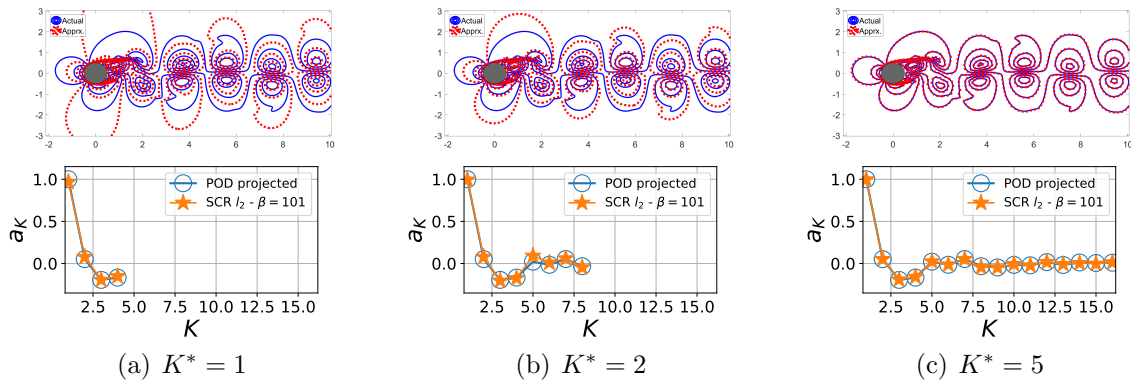 Actual
Apprx.
3
2
1
0
-1
-2
-3
-2 0 2 4 6 8 10
Actual
Apprx.
3
2
1
0
-1
-2
-3
-2 0 2 4 6 8 10
Actual
Apprx.
3
2
1
0
-1
-2
-3
-2 0 2 4 6 8 10
POD projected
SCR l₂ - β = 101
1.0
0.5
0.0
a_K
2.5 5.0 7.5 10.0 12.5 15.0
K
POD projected
SCR l₂ - β = 101
1.0
0.5
0.0
a_K
2.5 5.0 7.5 10.0 12.5 15.0
K
POD projected
SCR l₂ - β = 101
1.0
0.5
0.0
a_K
2.5 5.0 7.5 10.0 12.5 15.0
K
(a) K* = 1
(b) K* = 2
(c) K* = 5